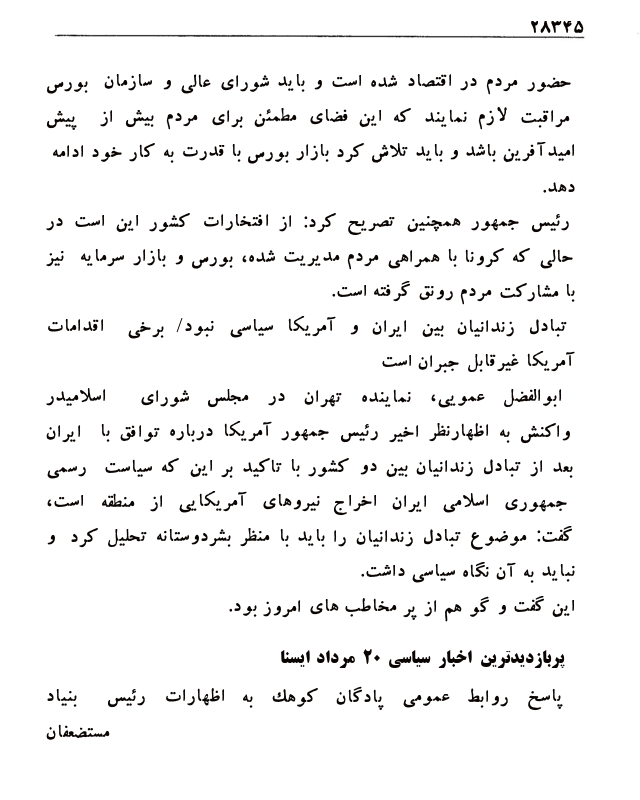 ۲۸۳۴۵
حضور مردم در اقتصاد شده است و باید شورای عالی و سازمان بورس
مراقبت لازم نمایند که این فضای مطمئن برای مردم بیش از پیش
امیدآفرین باشد و باید تلاش کرد بازار بورس با قدرت به کار خود ادامه
دهد.
رئیس جمهور همچنین تصریح کرد: از افتخارات کشور این است در
حالی که کرونا با همراهی مردم مدیریت شده، بورس و بازار سرمایه نیز
با مشارکت مردم رونق گرفته است.
تبادل زندانیان بین ایران و آمریکا سیاسی نبود/ برخی اقدامات
آمریکا غیرقابل جبران است
ابوالفضل عمویی، نماینده تهران در مجلس شورای اسلامیدر
واکنش به اظهارنظر اخیر رئیس جمهور آمریکا درباره توافق با ایران
بعد از تبادل زندانیان بین دو کشور با تاکید بر این که سیاست رسمی
جمهوری اسلامی ایران اخراج نیروهای آمریکایی از منطقه است،
گفت: موضوع تبادل زندانیان را باید با منظر بشردوستانه تحلیل کرد و
نباید به آن نگاه سیاسی داشت.
این گفت و گو هم از پر مخاطب های امروز بود.
پربازدیدترین اخبار سیاسی ۲۰ مرداد ایسنا
پاسخ روابط عمومی پادگان کوهك به اظهارات رئیس بنیاد
مستضعفان